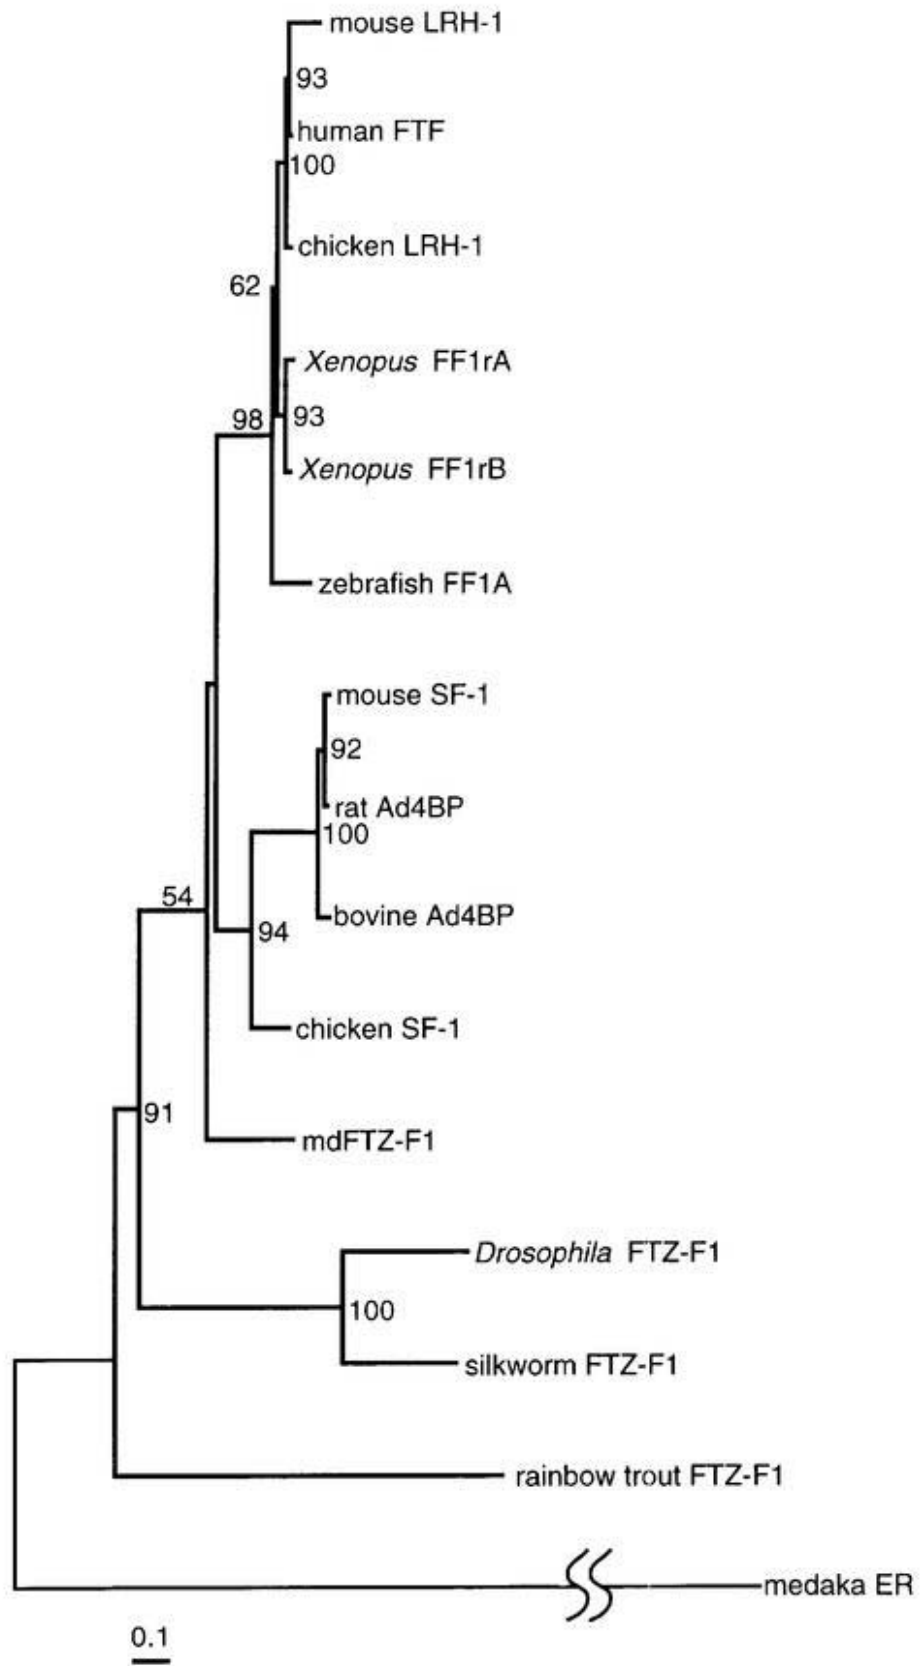 mouse LRH-1
93
human FTF
100
chicken LRH-1
62
Xenopus FF1rA
98
93
Xenopus FF1rB
zebrafish FF1A
mouse SF-1
92
rat Ad4BP
100
54
bovine Ad4BP
94
chicken SF-1
91
mdFTZ-F1
Drosophila FTZ-F1
100
silkworm FTZ-F1
rainbow trout FTZ-F1
medaka ER
0.1